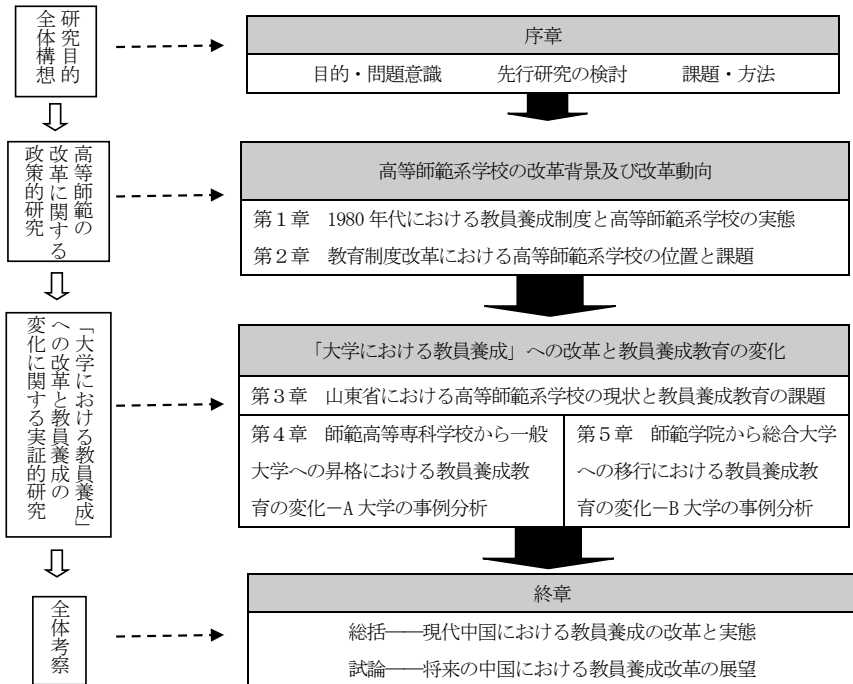 研究目的
全体構想
序章
目的・問題意識　先行研究の検討　課題・方法
高等師範の
改革に関する
政策的研究
高等師範系学校の改革背景及び改革動向
第１章　1980 年代における教員養成制度と高等師範系学校の実態
第２章　教育制度改革における高等師範系学校の位置と課題
「大学における教員養成」
への改革と教員養成の
変化に関する実証的研究
「大学における教員養成」への改革と教員養成教育の変化
第３章　山東省における高等師範系学校の現状と教員養成教育の課題
第４章　師範高等専科学校から一般
大学への昇格における教員養成教
育の変化－A 大学の事例分析
第５章　師範学院から総合大学
への移行における教員養成教
育の変化－B 大学の事例分析
全体考察
終章
総括――現代中国における教員養成の改革と実態
試論――将来の中国における教員養成改革の展望